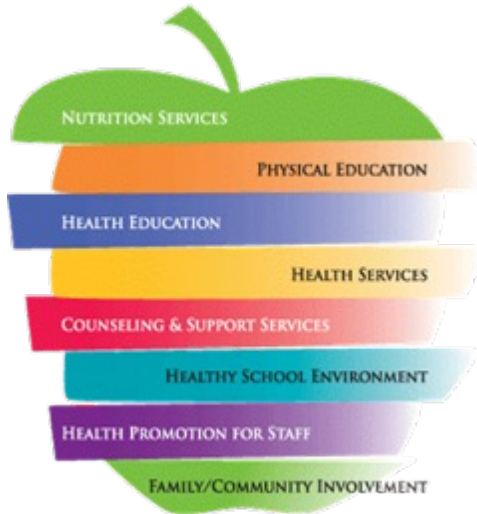 Nutrition Services
Physical Education
Health Education
Health Services
Counseling & Support Services
Healthy School Environment
Health Promotion for Staff
Family/Community Involvement